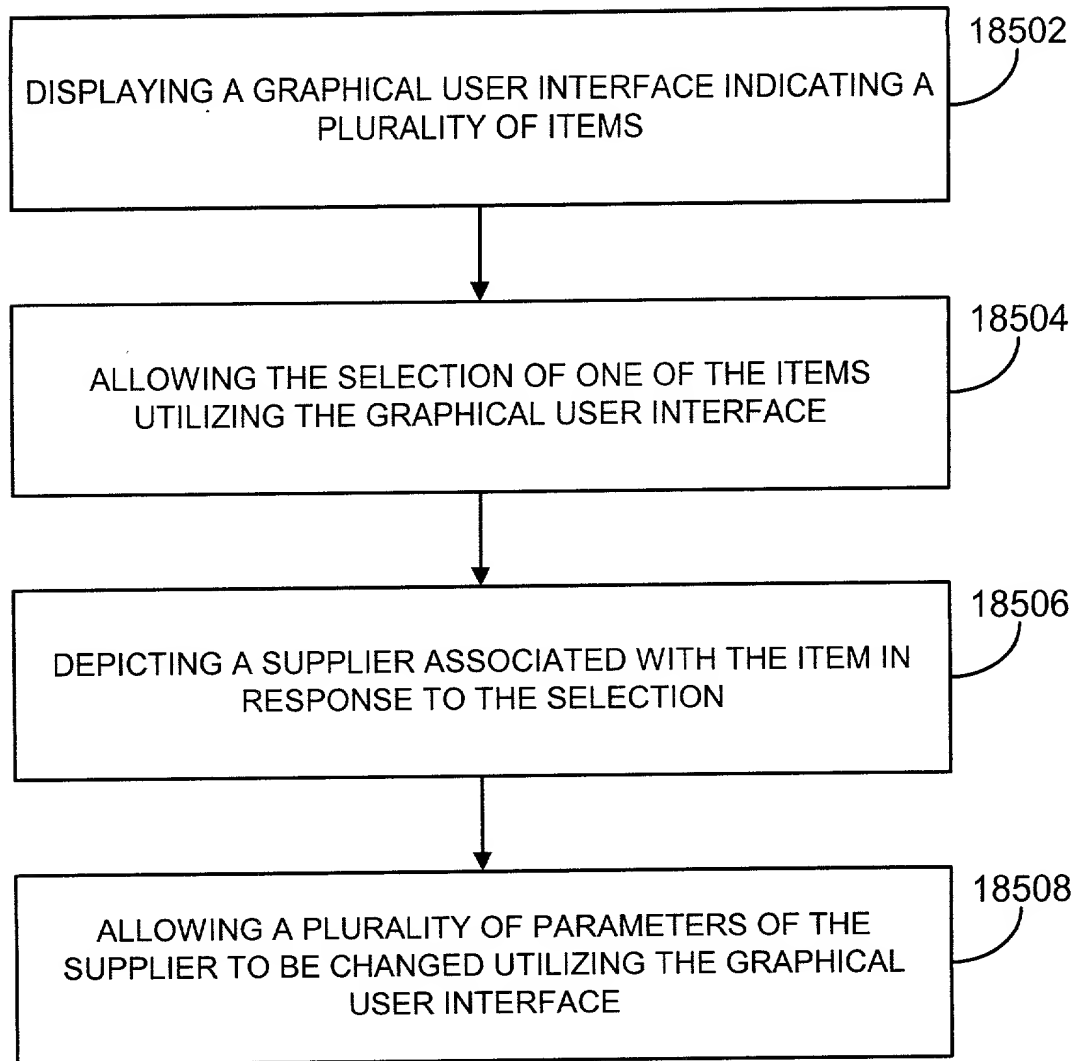 18502
DISPLAYING A GRAPHICAL USER INTERFACE INDICATING A
PLURALITY OF ITEMS
18504
ALLOWING THE SELECTION OF ONE OF THE ITEMS
UTILIZING THE GRAPHICAL USER INTERFACE
18506
DEPICTING A SUPPLIER ASSOCIATED WITH THE ITEM IN
RESPONSE TO THE SELECTION
18508
ALLOWING A PLURALITY OF PARAMETERS OF THE
SUPPLIER TO BE CHANGED UTILIZING THE GRAPHICAL
USER INTERFACE